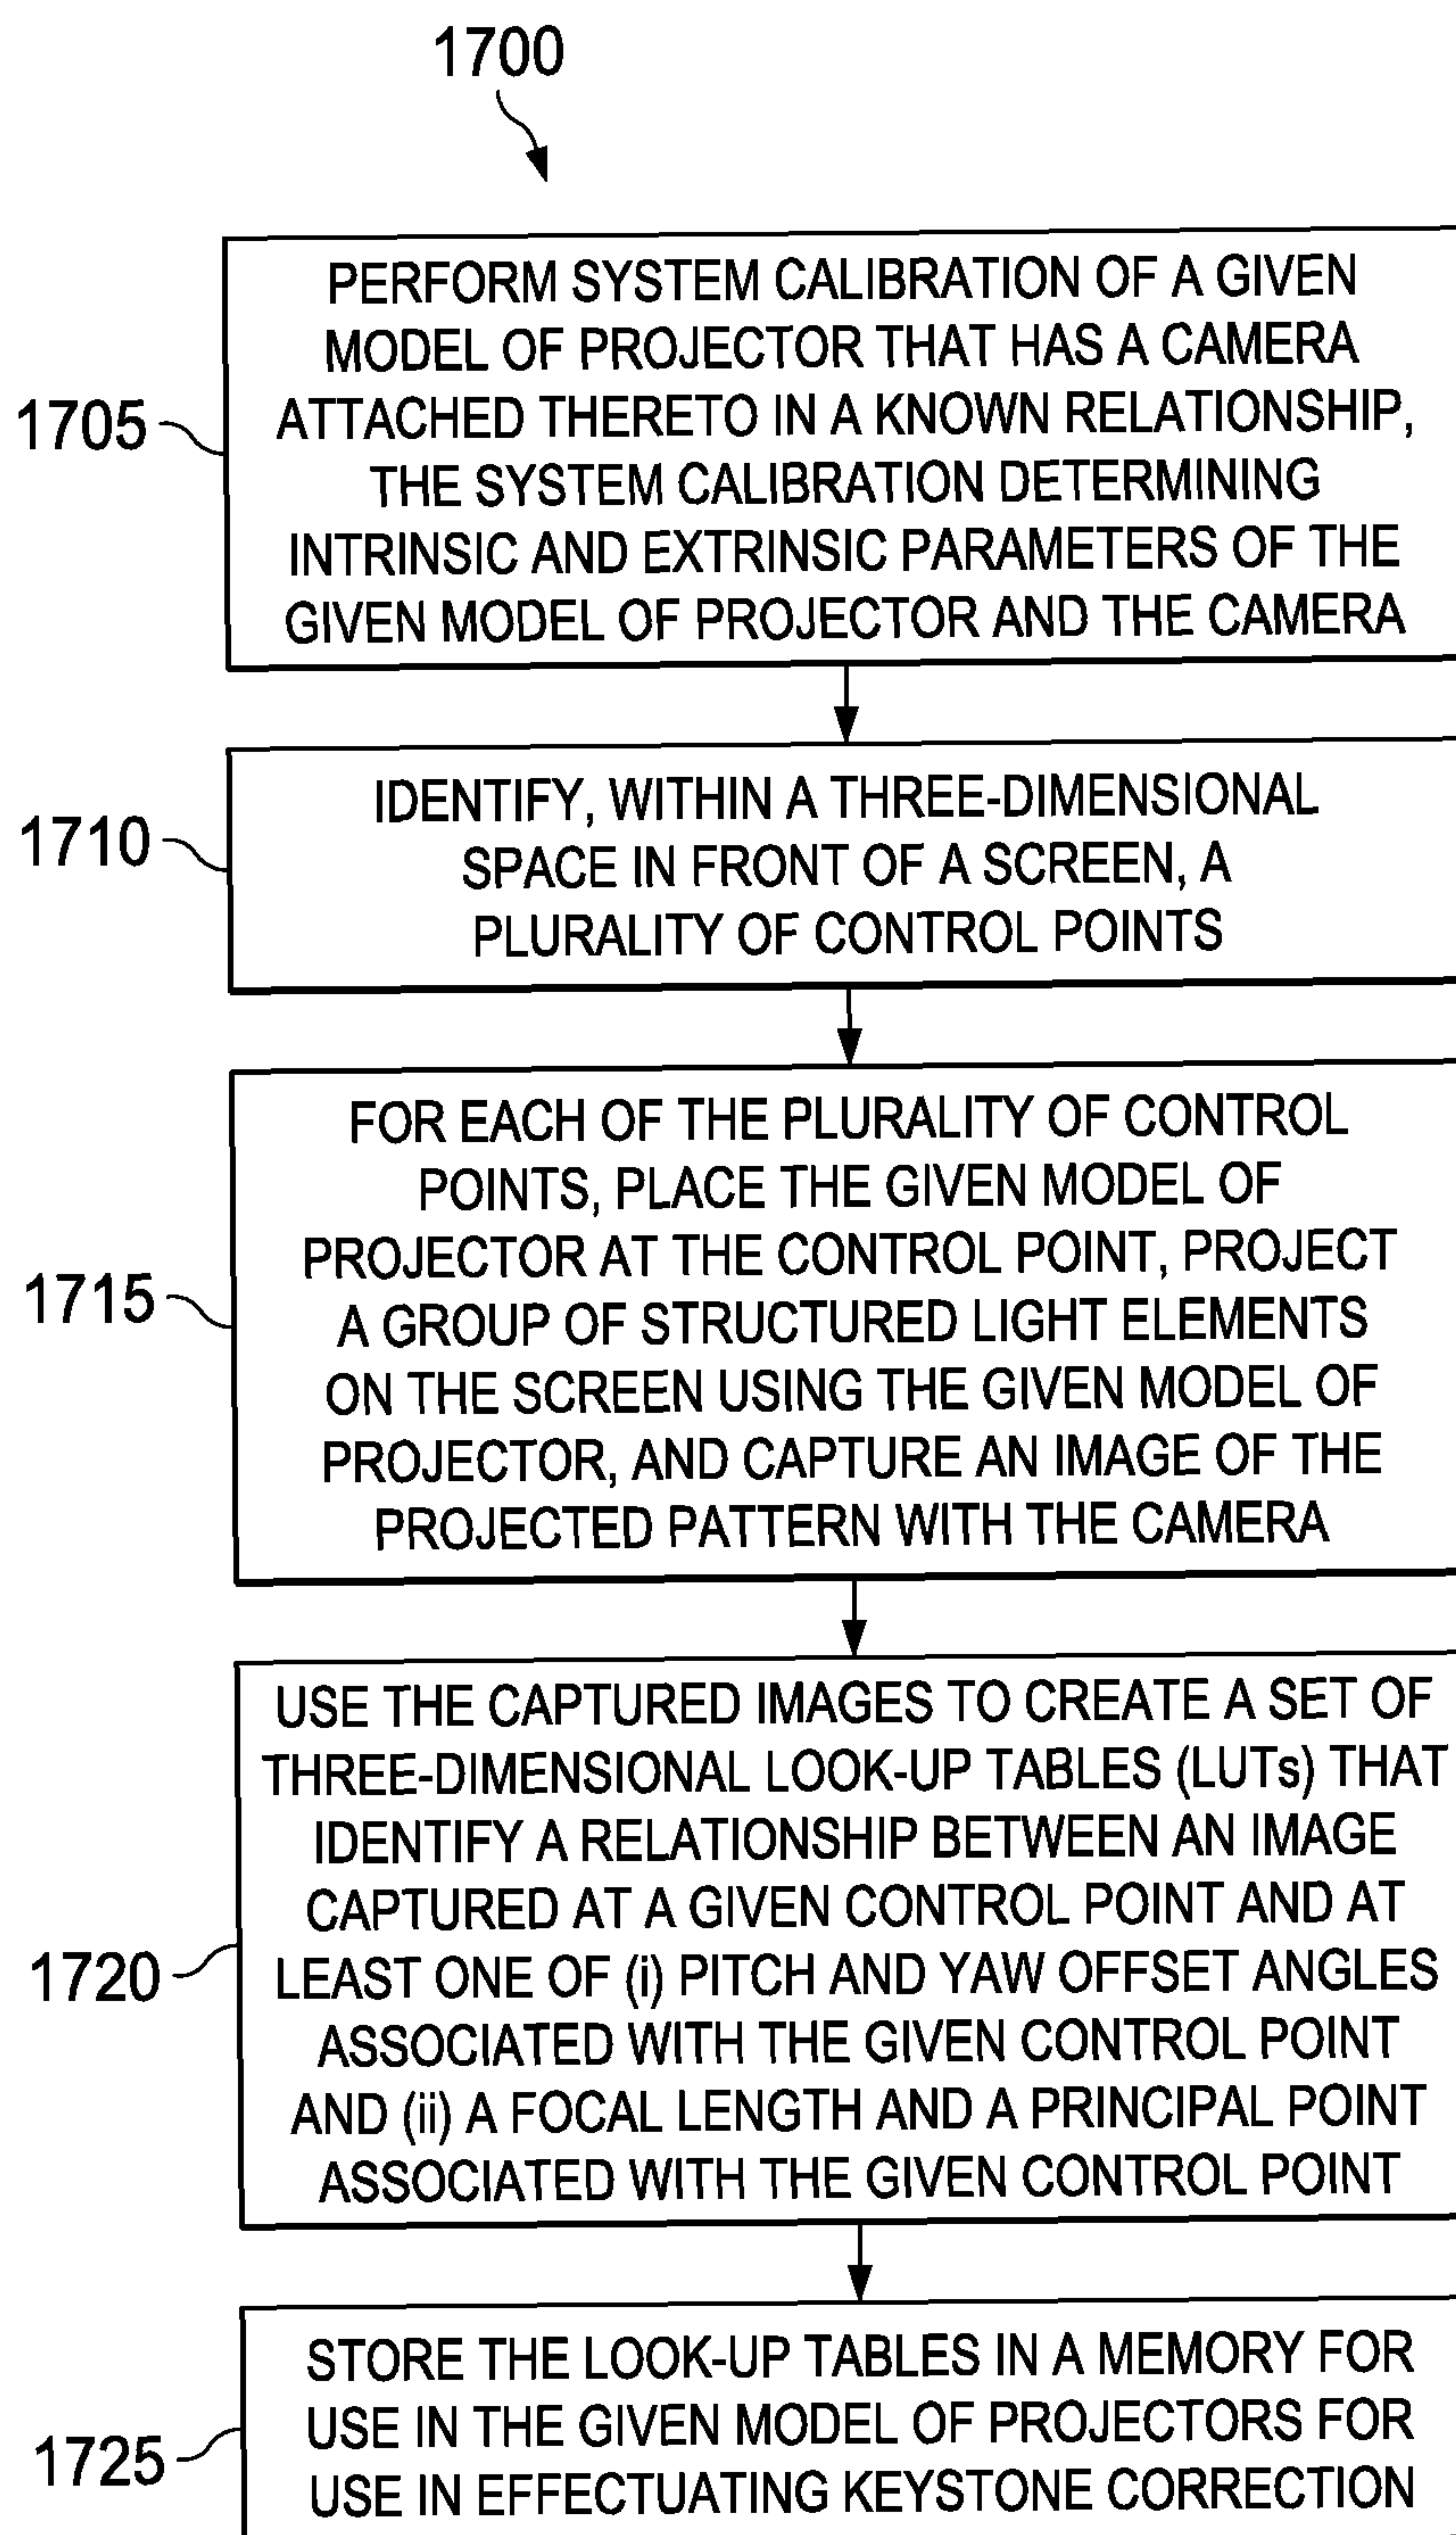 1700
1705
PERFORM SYSTEM CALIBRATION OF A GIVEN
MODEL OF PROJECTOR THAT HAS A CAMERA
ATTACHED THERETO IN A KNOWN RELATIONSHIP,
THE SYSTEM CALIBRATION DETERMINING
INTRINSIC AND EXTRINSIC PARAMETERS OF THE
GIVEN MODEL OF PROJECTOR AND THE CAMERA
1710
IDENTIFY, WITHIN A THREE-DIMENSIONAL
SPACE IN FRONT OF A SCREEN, A
PLURALITY OF CONTROL POINTS
1715
FOR EACH OF THE PLURALITY OF CONTROL
POINTS, PLACE THE GIVEN MODEL OF
PROJECTOR AT THE CONTROL POINT, PROJECT
A GROUP OF STRUCTURED LIGHT ELEMENTS
ON THE SCREEN USING THE GIVEN MODEL OF
PROJECTOR, AND CAPTURE AN IMAGE OF THE
PROJECTED PATTERN WITH THE CAMERA
1720
USE THE CAPTURED IMAGES TO CREATE A SET OF
THREE-DIMENSIONAL LOOK-UP TABLES (LUTs) THAT
IDENTIFY A RELATIONSHIP BETWEEN AN IMAGE
CAPTURED AT A GIVEN CONTROL POINT AND AT
LEAST ONE OF (i) PITCH AND YAW OFFSET ANGLES
ASSOCIATED WITH THE GIVEN CONTROL POINT
AND (ii) A FOCAL LENGTH AND A PRINCIPAL POINT
ASSOCIATED WITH THE GIVEN CONTROL POINT
1725
STORE THE LOOK-UP TABLES IN A MEMORY FOR
USE IN THE GIVEN MODEL OF PROJECTORS FOR
USE IN EFFECTUATING KEYSTONE CORRECTION